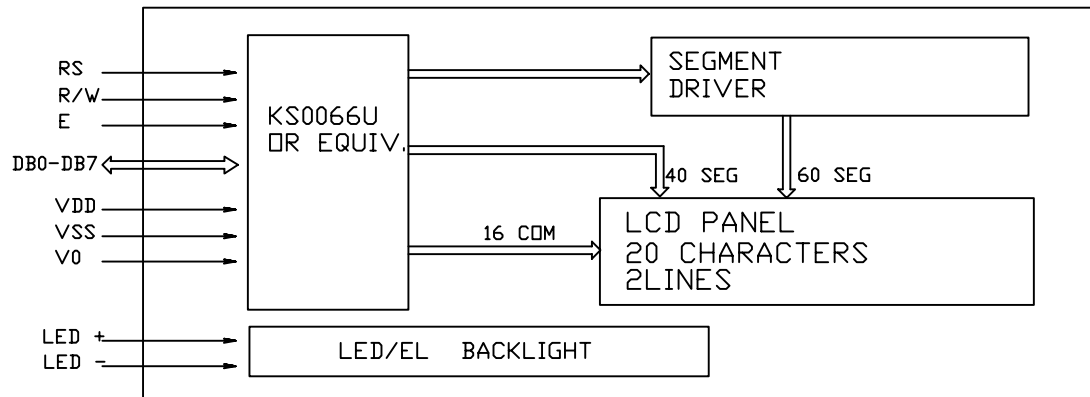 RS
R/W
E
DB0-DB7
VDD
VSS
V0
LED +
LED -
KS0066U
OR EQUIV.
SEGMENT
DRIVER
40 SEG
60 SEG
16 COM
LCD PANEL
20 CHARACTERS
2LINES
LED/EL BACKLIGHT